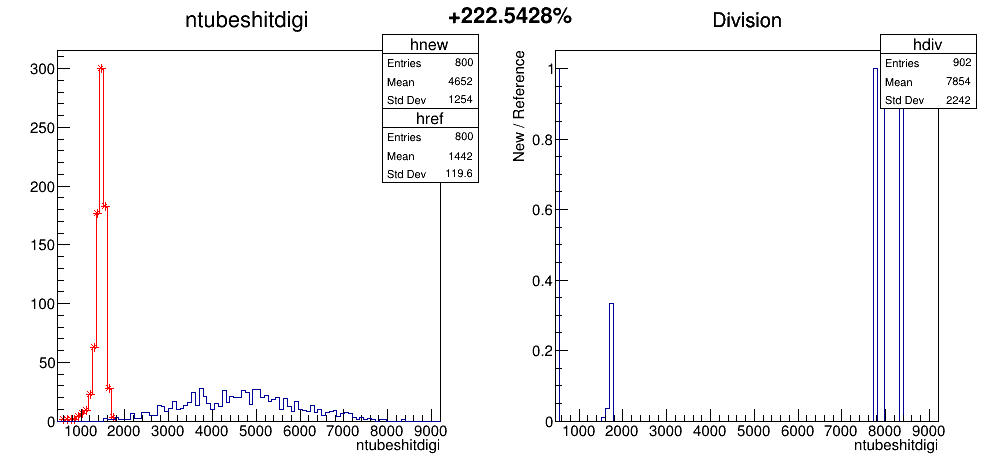 ntubeshitdigi
+222.5428%
Division
hnew
Entries 800
Mean 4652
Std Dev 1254
href
Entries 800
Mean 1442
Std Dev 119.6
300
250
200
150
100
50
0
1000 2000 3000 4000 5000 6000 7000 8000 9000
ntubeshitdigi
hdiv
Entries 902
Mean 7854
Std Dev 2242
New / Reference
1
0.8
0.6
0.4
0.2
0
1000 2000 3000 4000 5000 6000 7000 8000 9000
ntubeshitdigi